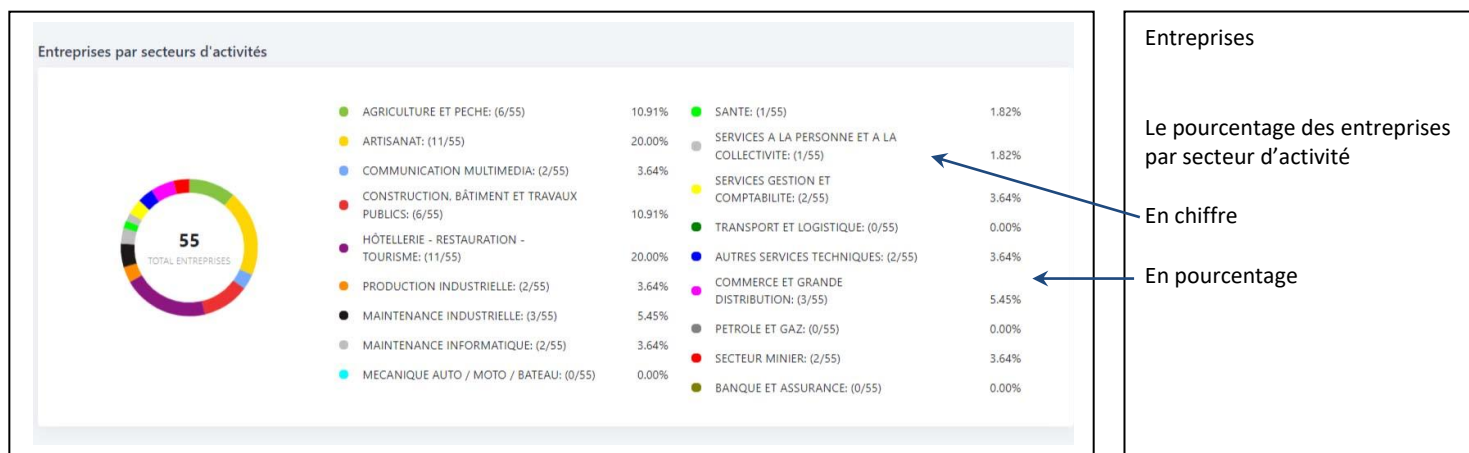 Entreprises par secteurs d'activités
55
TOTAL ENTREPRISES
AGRICULTURE ET PECHE: (6/55) 10.91%
ARTISANAT: (11/55) 20.00%
COMMUNICATION MULTIMEDIA: (2/55) 3.64%
CONSTRUCTION, BÂTIMENT ET TRAVAUX
PUBLICS: (6/55) 10.91%
HÔTELLERIE - RESTAURATION -
TOURISME: (11/55) 20.00%
PRODUCTION INDUSTRIELLE: (2/55) 3.64%
MAINTENANCE INDUSTRIELLE: (3/55) 5.45%
MAINTENANCE INFORMATIQUE: (2/55) 3.64%
MECANIQUE AUTO / MOTO / BATEAU: (0/55) 0.00%
SANTE: (1/55) 1.82%
SERVICES A LA PERSONNE ET A LA
COLLECTIVITE: (1/55) 1.82%
SERVICES GESTION ET
COMPTABILITE: (2/55) 3.64%
TRANSPORT ET LOGISTIQUE: (0/55) 0.00%
AUTRES SERVICES TECHNIQUES: (2/55) 3.64%
COMMERCE ET GRANDE
DISTRIBUTION: (3/55) 5.45%
PETROLE ET GAZ: (0/55) 0.00%
SECTEUR MINIER: (2/55) 3.64%
BANQUE ET ASSURANCE: (0/55) 0.00%
Entreprises
Le pourcentage des entreprises
par secteur d’activité
En chiffre
En pourcentage